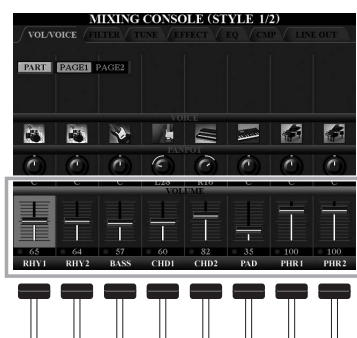 MIXING CONSOLE (STYLE 1/2)
VOL/VOICE FILTER TUNE EFFECT EQ CMP LINE OUT
PART PAGE1 PAGE2
VOICE
PANPOT
C C C L28 R16 C C C
VOLUME
65 64 57 60 82 35 100 100
RHY1 RHY2 BASS CHD1 CHD2 PAD PHR1 PHR2